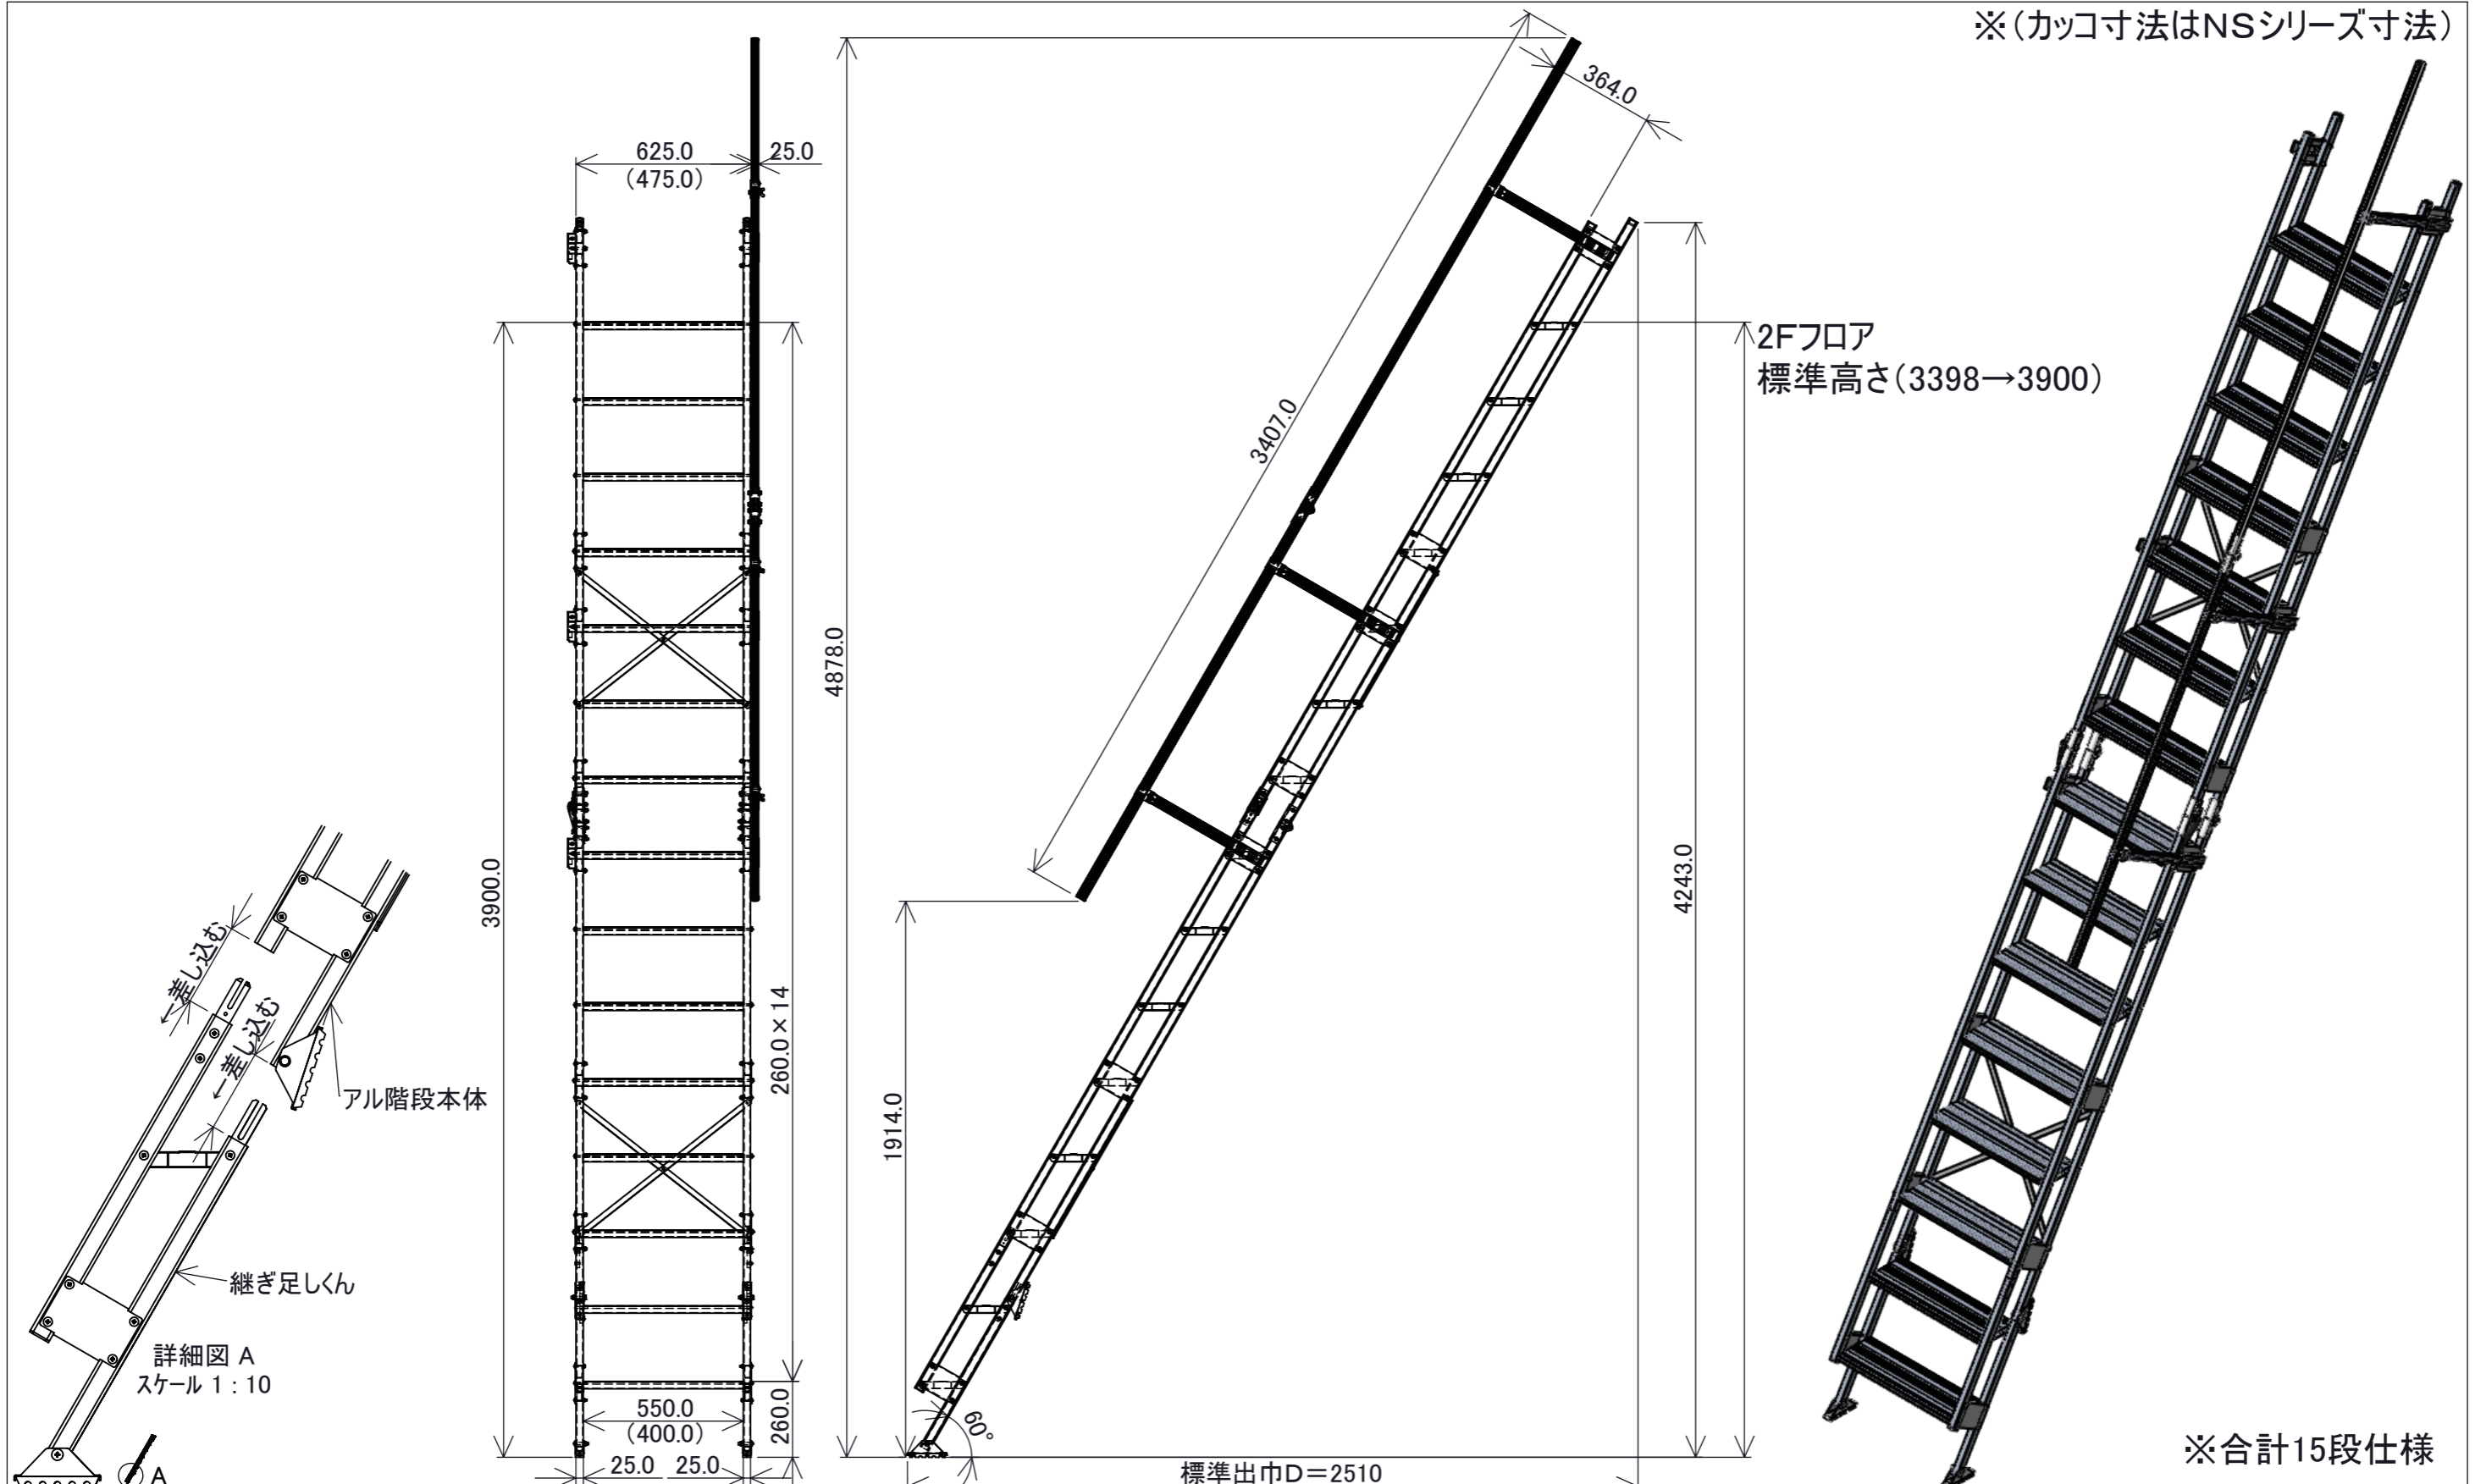 ※(カッコ寸法はNSシリーズ寸法)
364.0
625.0
25.0
(475.0)
2Fフロア
標準高さ(3398→3900)
3407.0
4878.0
3900.0
4243.0
←差し込む
←差し込む
260.0×14
アル階段本体
1914.0
継ぎ足しくん
詳細図 A
スケール 1 : 10
550.0
(400.0)
260.0
60°
※合計15段仕様
A
25.0
25.0
標準出巾D=2510